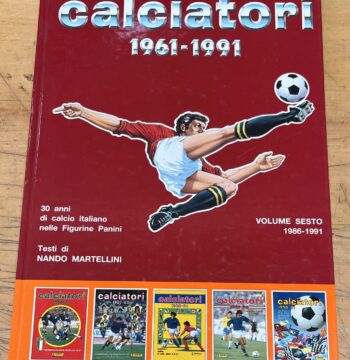 calciatori
1961-1991
30 anni
di calcio italiano
nelle Figurine Panini
VOLUME SESTO
1986-1991
Testi di
NANDO MARTELLINI
calciatori
calciatori
calciatori
calciatori
calciatori